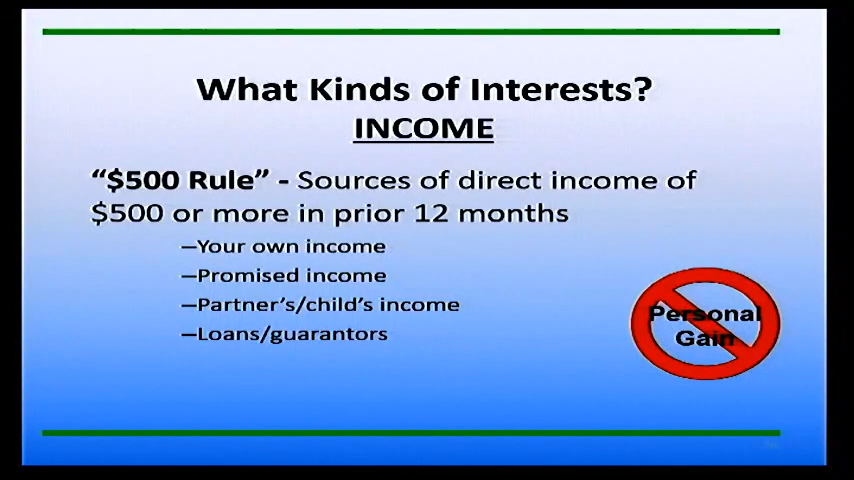 What Kinds of Interests?
INCOME
“$500 Rule” - Sources of direct income of
$500 or more in prior 12 months
–Your own income
–Promised income
–Partner’s/child’s income
–Loans/guarantors
Personal
Gain